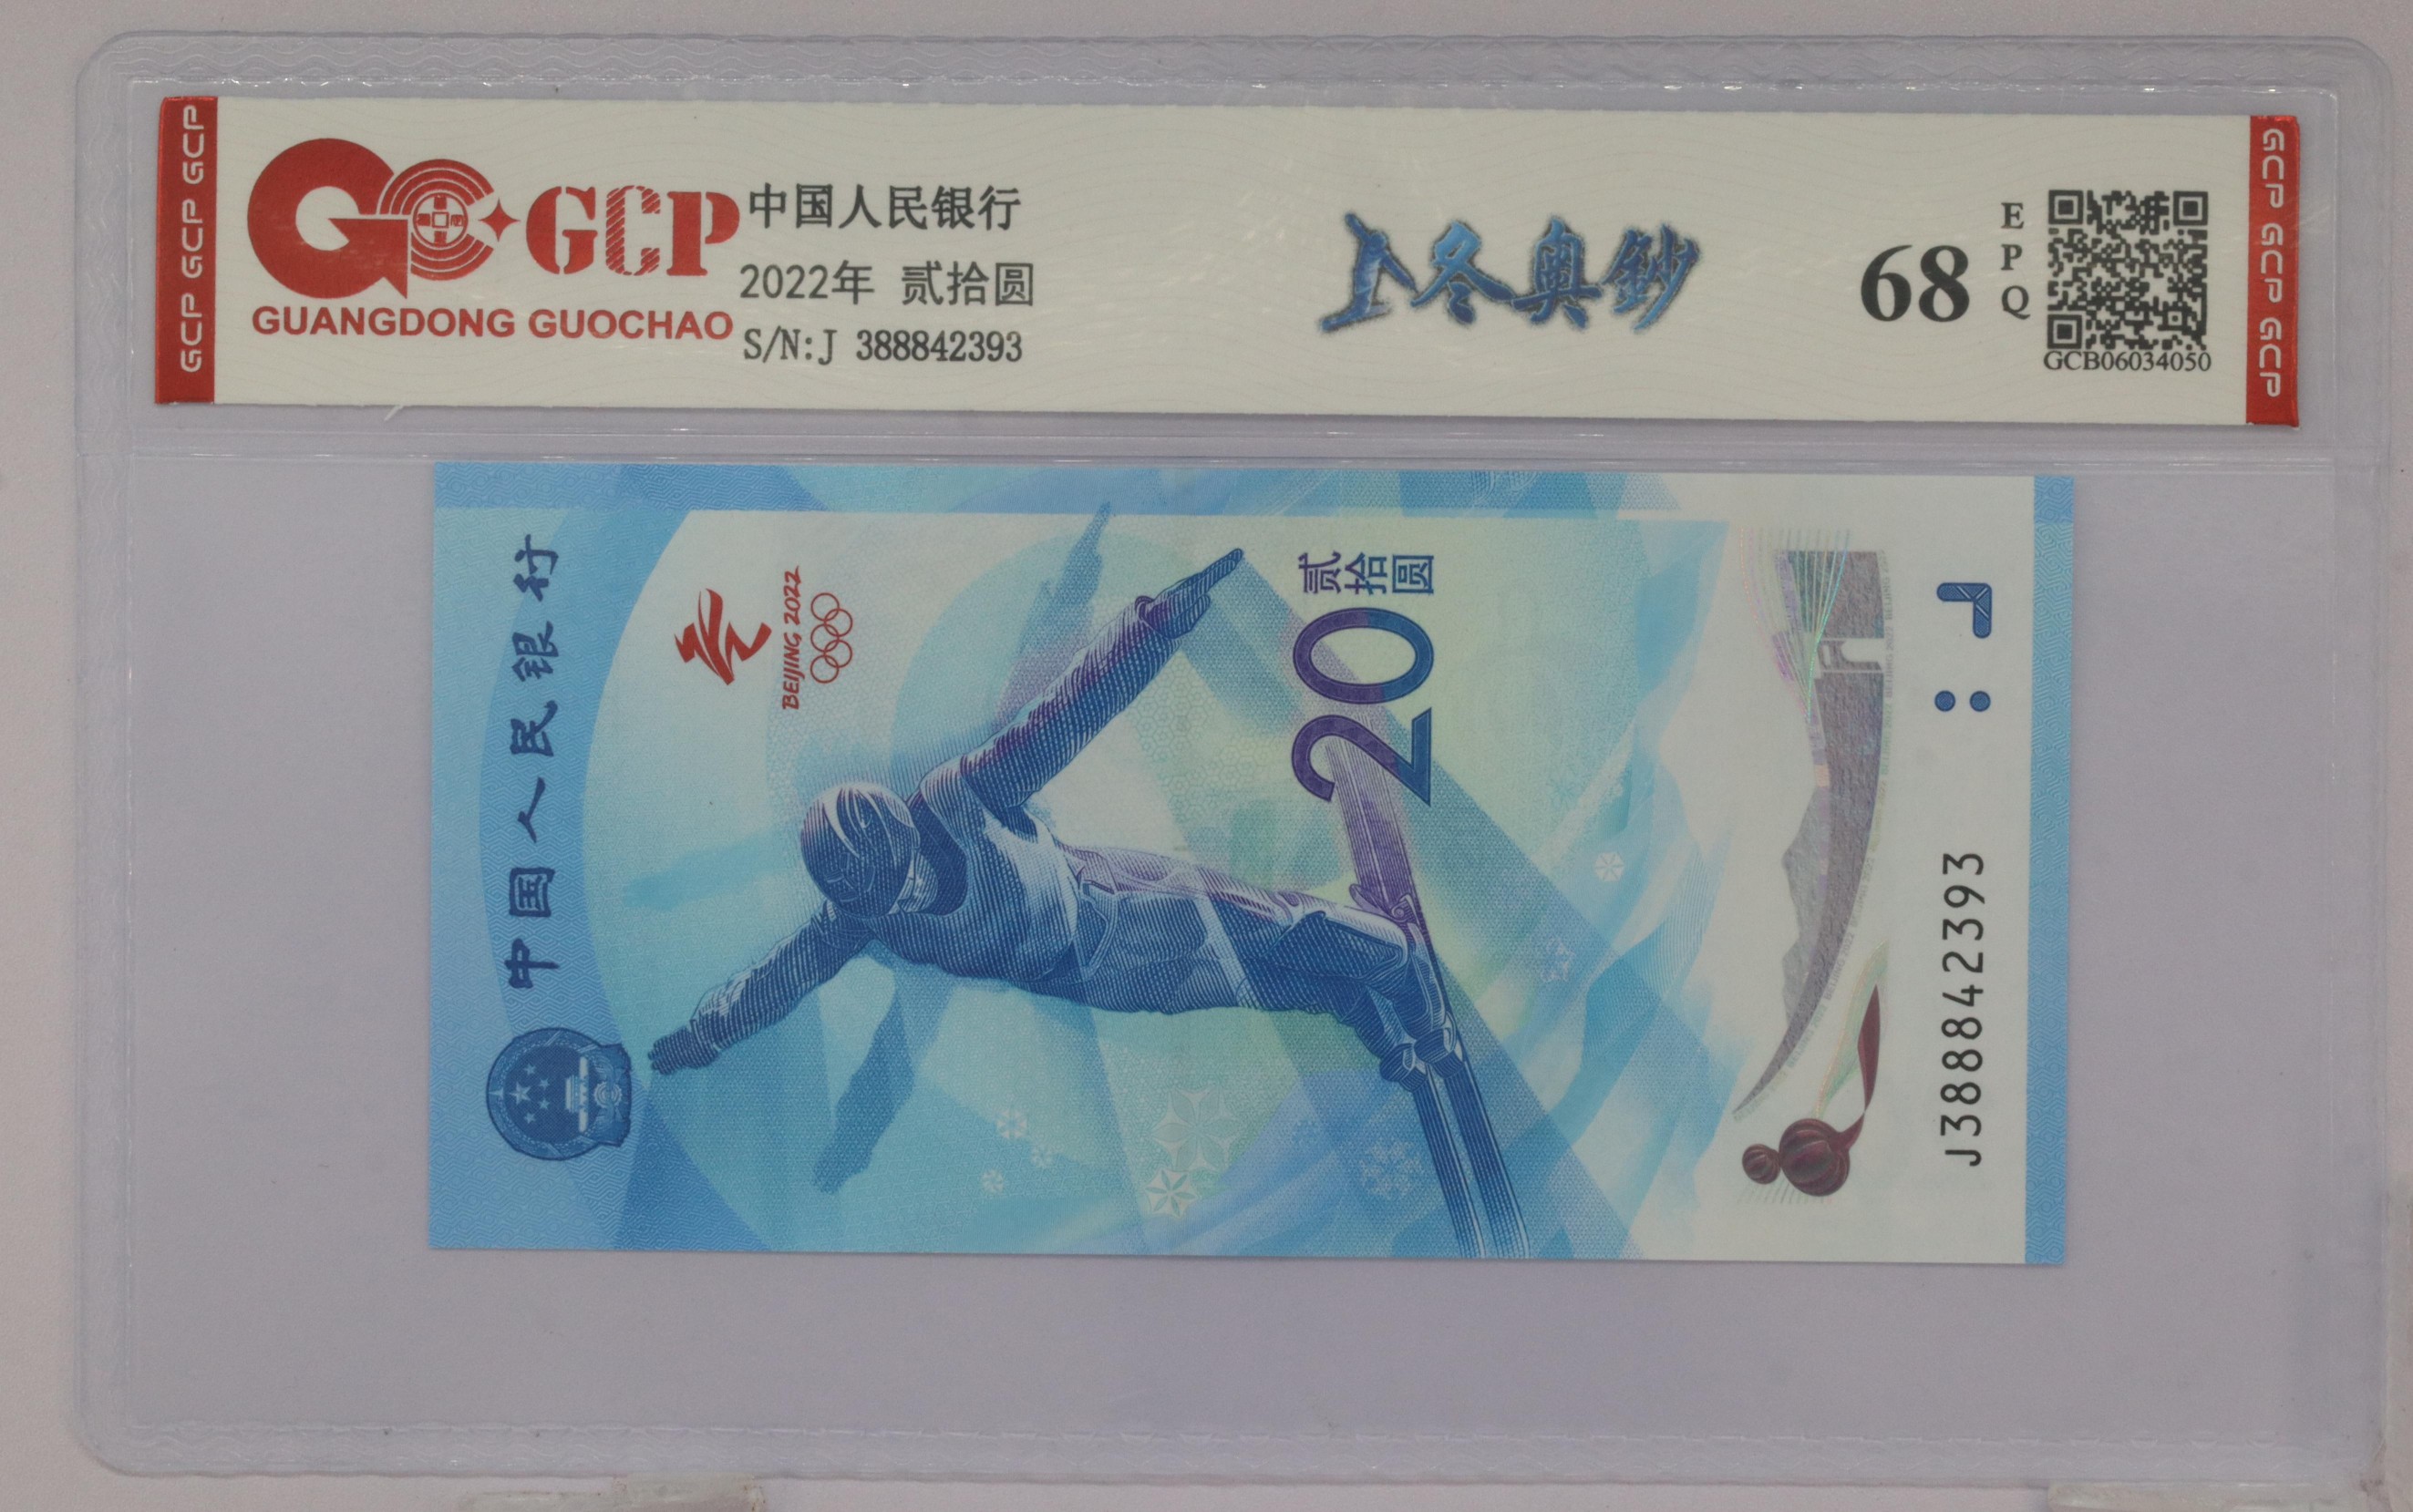 GCP GCP GCP
GCP
GUANGDONG GUOCHAO
中国人民银行
2022年 贰拾圆
S/N:J 388842393
冬奥鈔
68
EPQ
GCB06034050
GCP GCP GCP
中国人民银行
BEIJING 2022
贰拾圆
20
J388842393